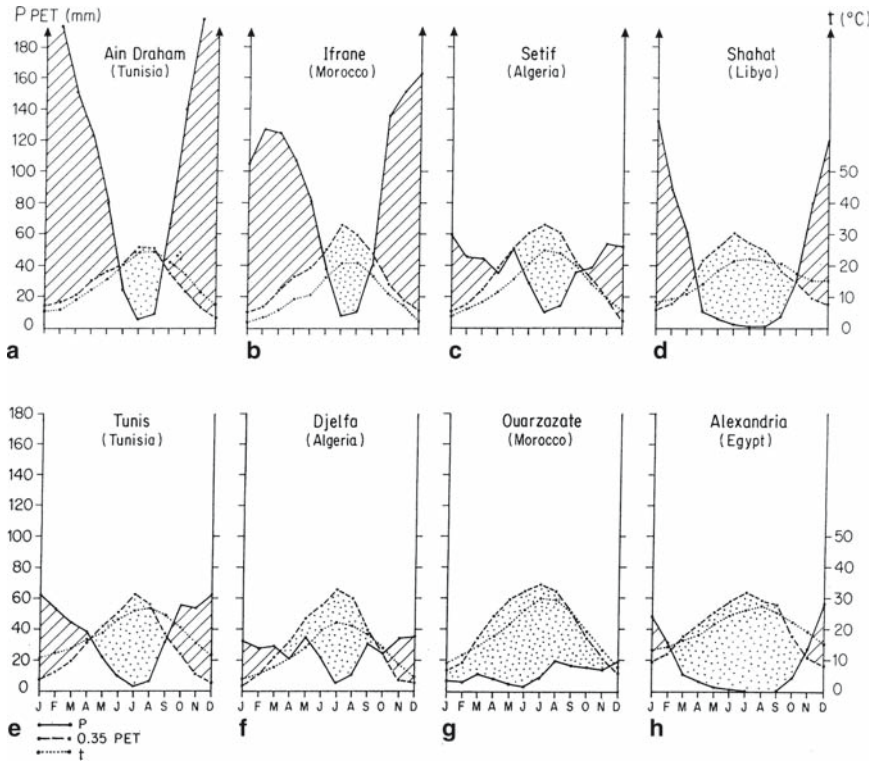 P PET (mm)
t (°C)
180
160
140
120
100
80
60
40
20
0
Ain Draham
(Tunisia)
Ifrane
(Morocco)
Setif
(Algeria)
Shahat
(Libya)
50
40
30
20
10
0
a
b
c
d
180
160
140
120
100
80
60
40
20
0
Tunis
(Tunisia)
Djelfa
(Algeria)
Ouarzazate
(Morocco)
Alexandria
(Egypt)
50
40
30
20
10
0
J F M A M J J A S O N D
J F M A M J J A S O N D
J F M A M J J A S O N D
J F M A M J J A S O N D
e
f
g
h
P
0.35 PET
t